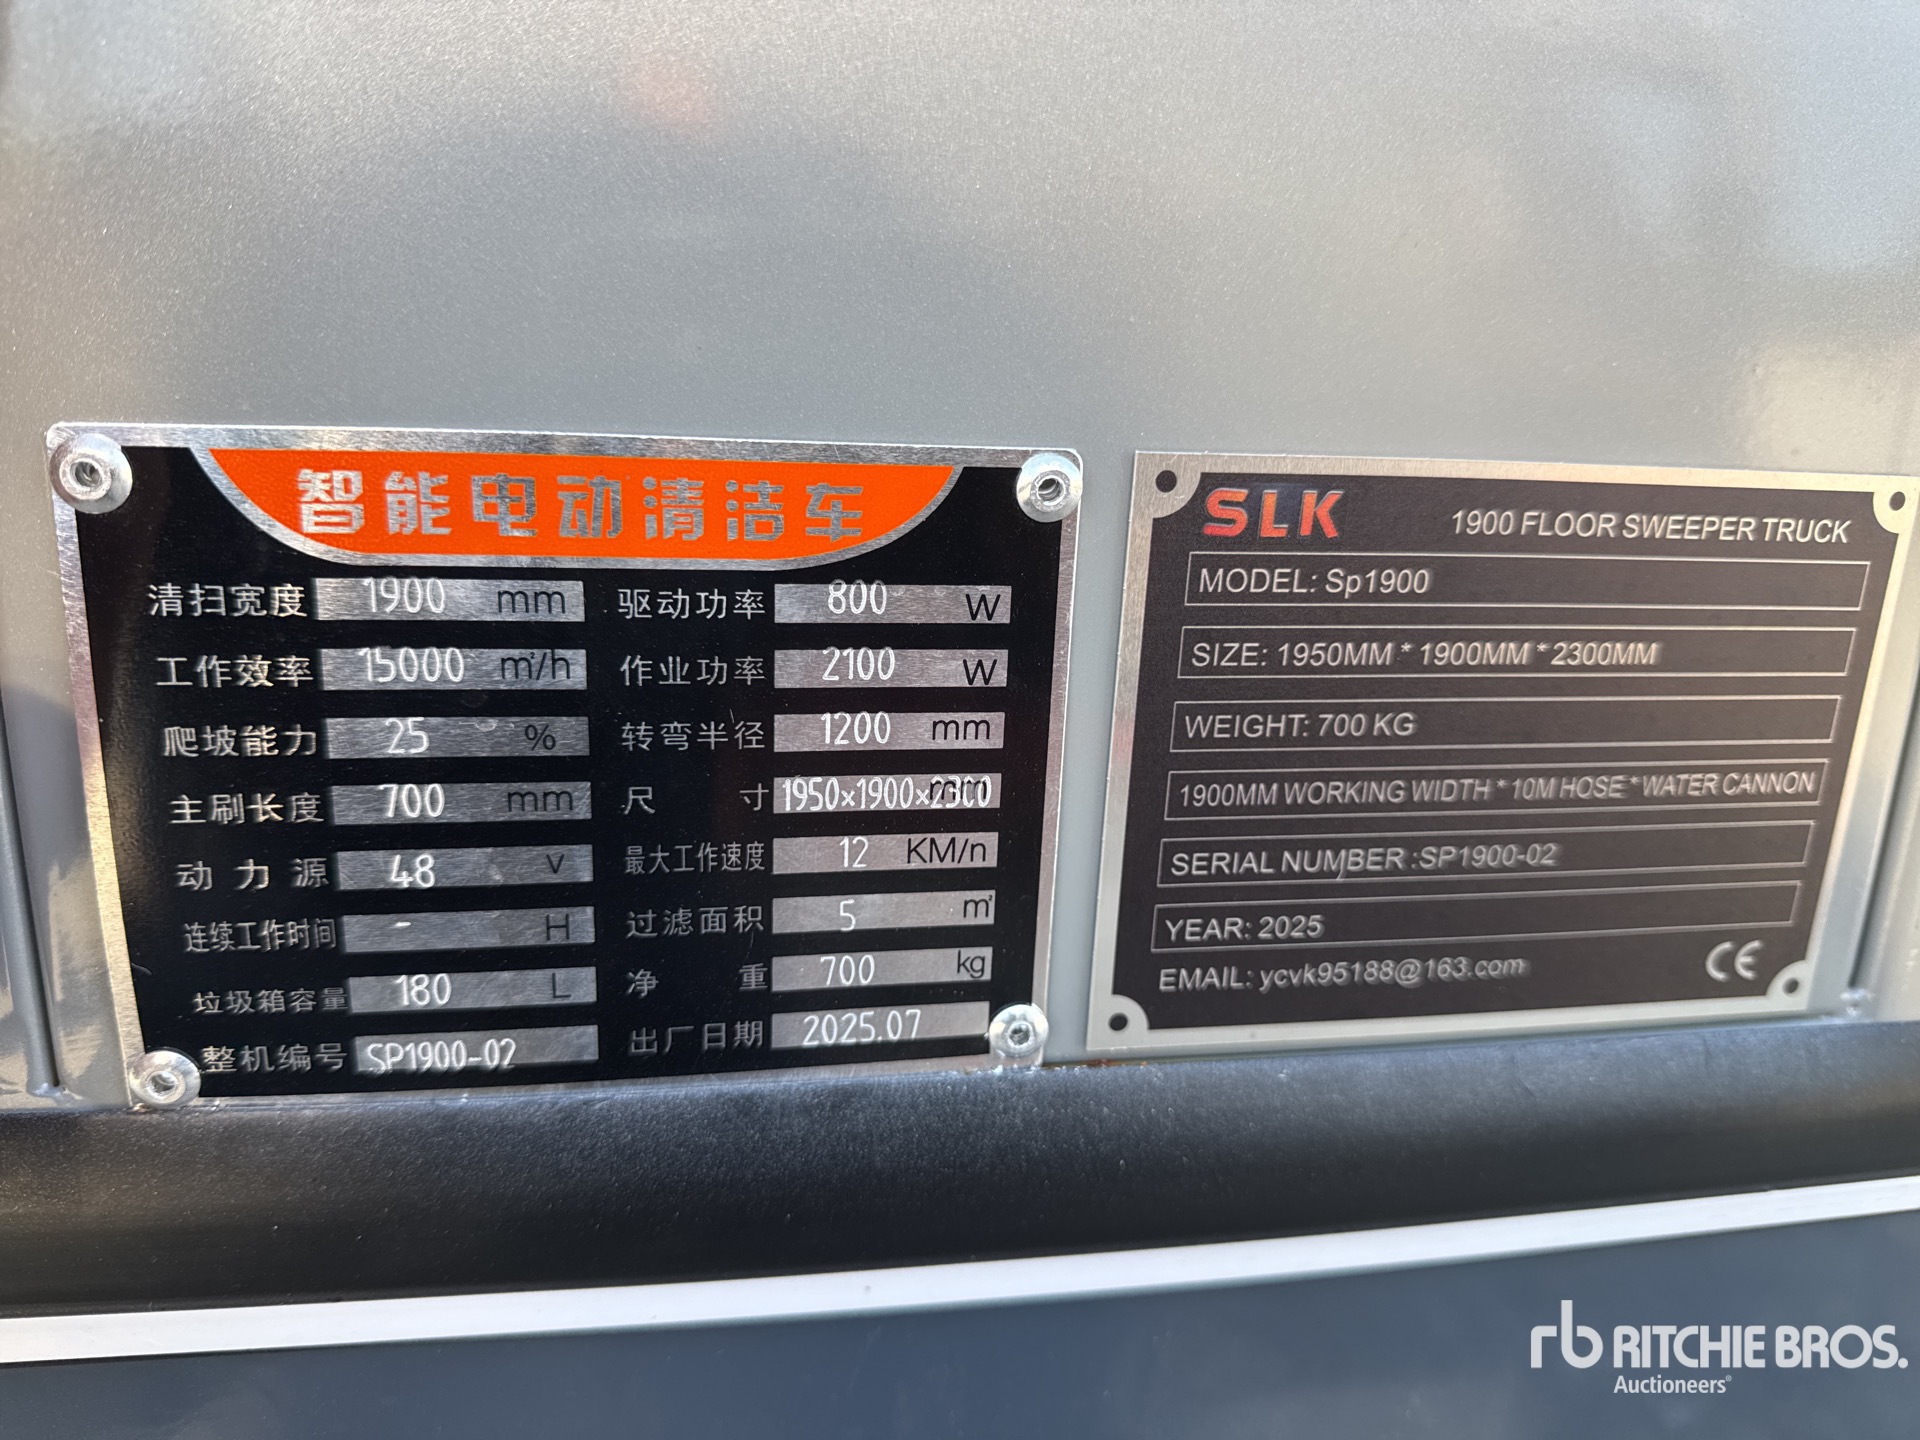 智能电动清洁车
清扫宽度 1900 mm
工作效率 15000 m²/h
爬坡能力 25 %
主刷长度 700 mm
动力源 48 V
连续工作时间 - H
垃圾箱容量 180 L
整机编号 SP1900-02
驱动功率 800 W
作业功率 2100 W
转弯半径 1200 mm
尺寸 1950×1900×2300 mm
最大工作速度 12 KM/n
过滤面积 5 m²
净重 700 kg
出厂日期 2025.07
SLK 1900 FLOOR SWEEPER TRUCK
MODEL: Sp1900
SIZE: 1950MM * 1900MM * 2300MM
WEIGHT: 700 KG
1900MM WORKING WIDTH * 10M HOSE * WATER CANNON
SERIAL NUMBER :SP1900-02
YEAR: 2025
EMAIL: ycvk95188@163.com
CE
rb RITCHIE BROS.
Auctioneers®